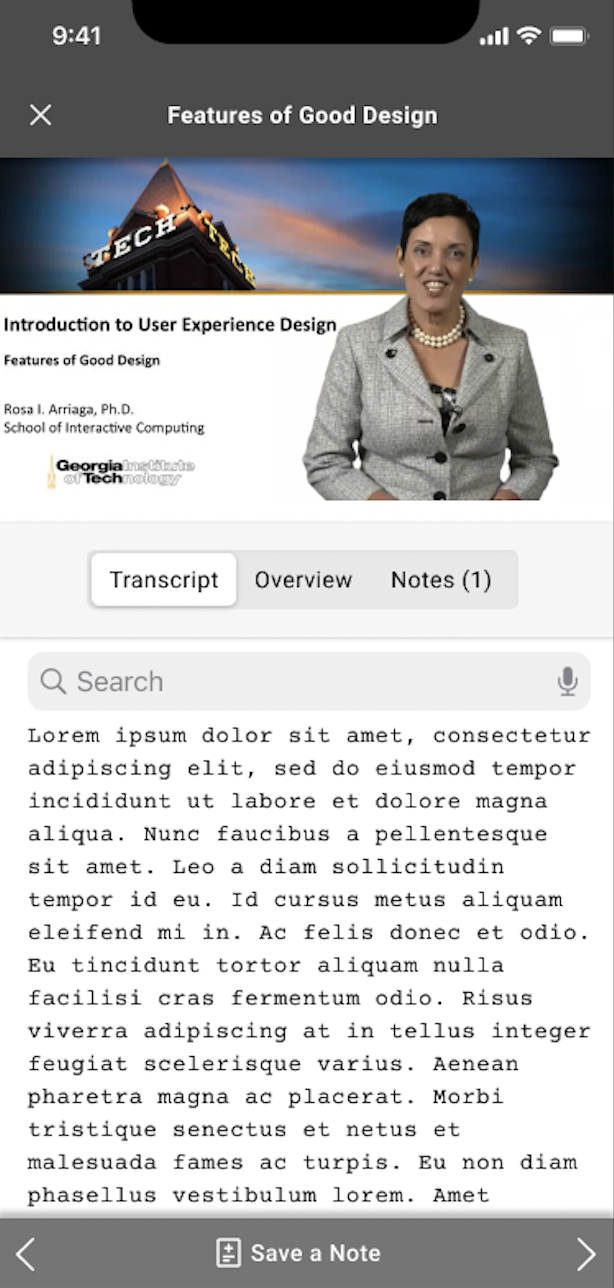 9:41
Features of Good Design
TECH TECH
Introduction to User Experience Design
Features of Good Design
Rosa I. Arriaga, Ph.D.
School of Interactive Computing
Georgia Institute
of Technology
Transcript Overview Notes (1)
Search
Lorem ipsum dolor sit amet, consectetur
adipiscing elit, sed do eiusmod tempor
incididunt ut labore et dolore magna
aliqua. Nunc faucibus a pellentesque
sit amet. Leo a diam sollicitudin
tempor id eu. Id cursus metus aliquam
eleifend mi in. Ac felis donec et odio.
Eu tincidunt tortor aliquam nulla
facilisi cras fermentum odio. Risus
viverra adipiscing at in tellus integer
feugiat scelerisque varius. Aenean
pharetra magna ac placerat. Morbi
tristique senectus et netus et
malesuada fames ac turpis. Eu non diam
phasellus vestibulum lorem. Amet
Save a Note